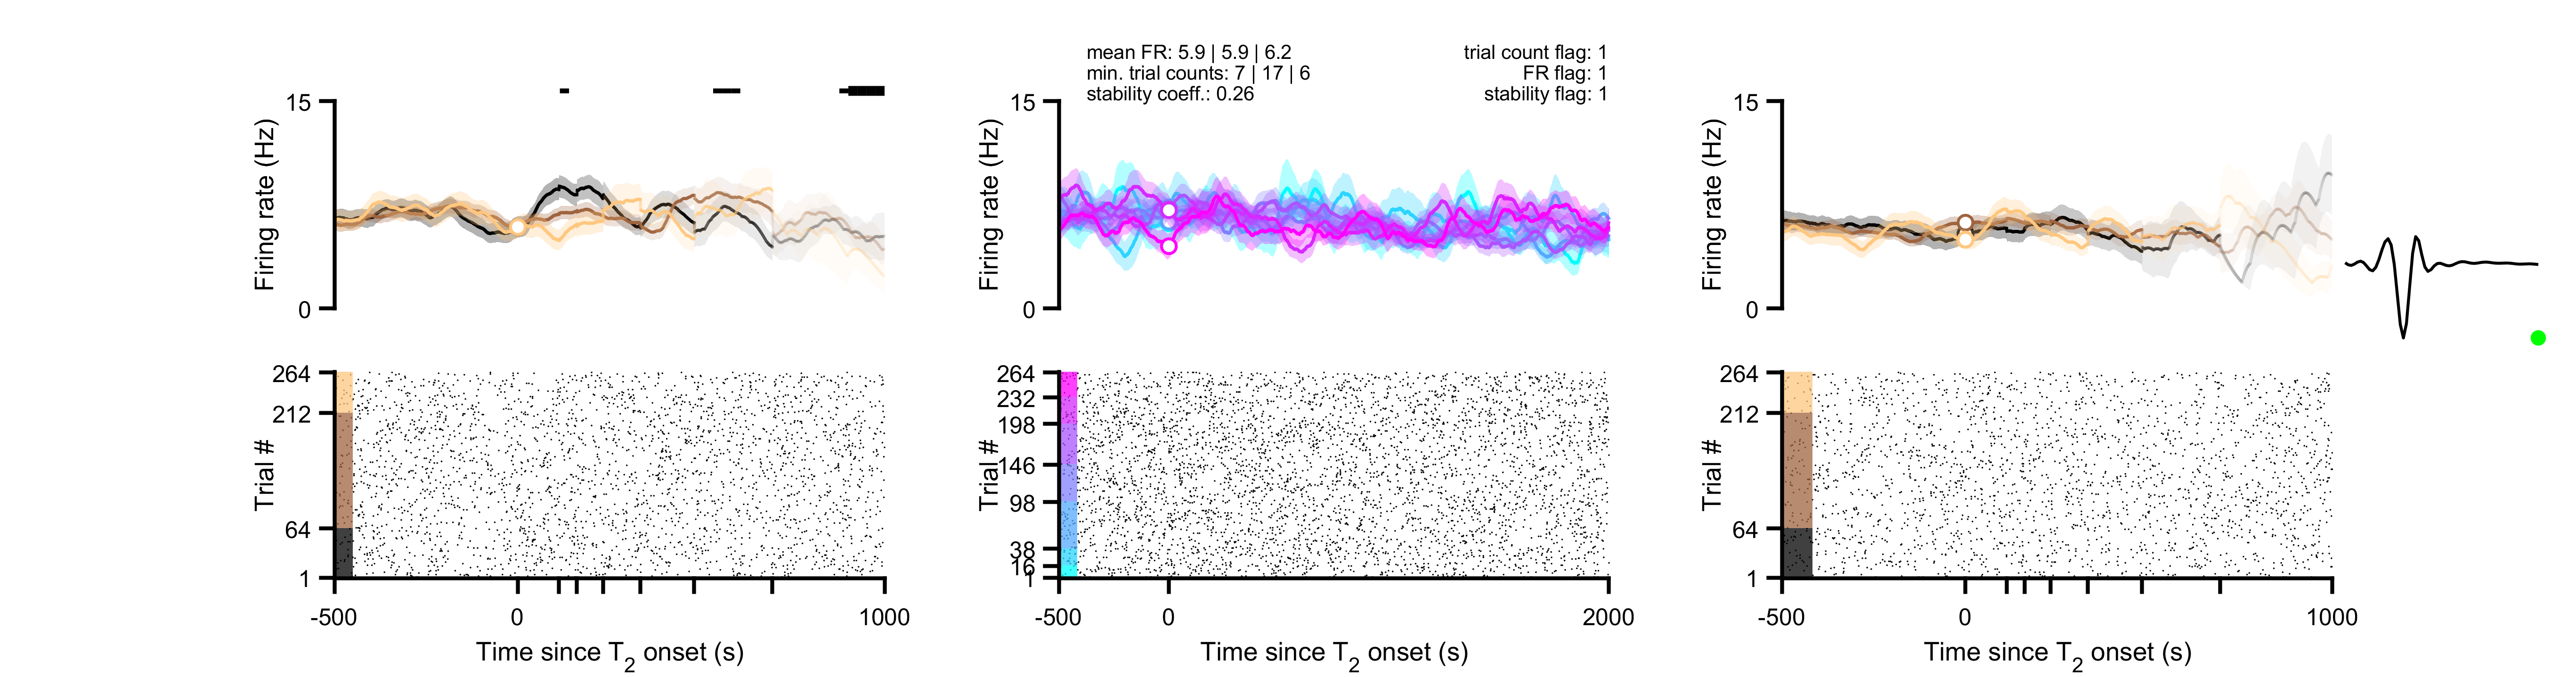 mean FR: 5.9 | 5.9 | 6.2
min. trial counts: 7 | 17 | 6
stability coeff.: 0.26
trial count flag: 1
FR flag: 1
stability flag: 1
15
Firing rate (Hz)
0
15
Firing rate (Hz)
0
15
Firing rate (Hz)
0
264
212
Trial #
64
1
-500
0
1000
Time since T2 onset (s)
264
232
198
Trial #
146
98
38
16
1
-500
0
2000
Time since T2 onset (s)
264
212
Trial #
64
1
-500
0
1000
Time since T2 onset (s)